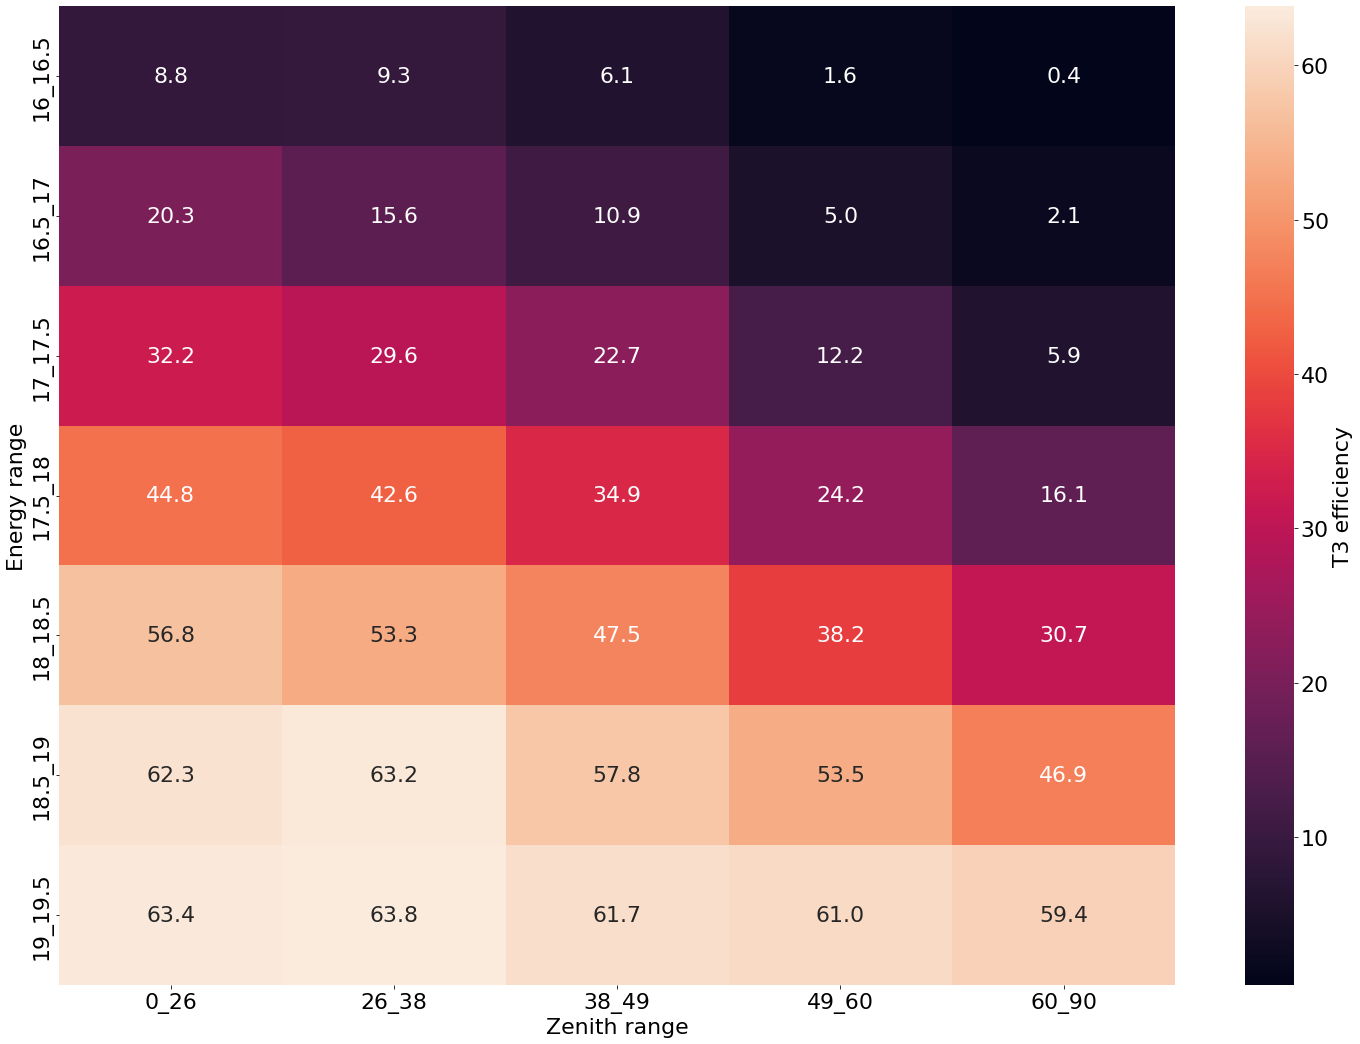 Energy range
16_16.5
8.8 9.3 6.1 1.6 0.4
16.5_17
20.3 15.6 10.9 5.0 2.1
17_17.5
32.2 29.6 22.7 12.2 5.9
17.5_18
44.8 42.6 34.9 24.2 16.1
18_18.5
56.8 53.3 47.5 38.2 30.7
18.5_19
62.3 63.2 57.8 53.5 46.9
19_19.5
63.4 63.8 61.7 61.0 59.4
0_26 26_38 38_49 49_60 60_90
Zenith range
60
50
40
30
20
10
T3 efficiency